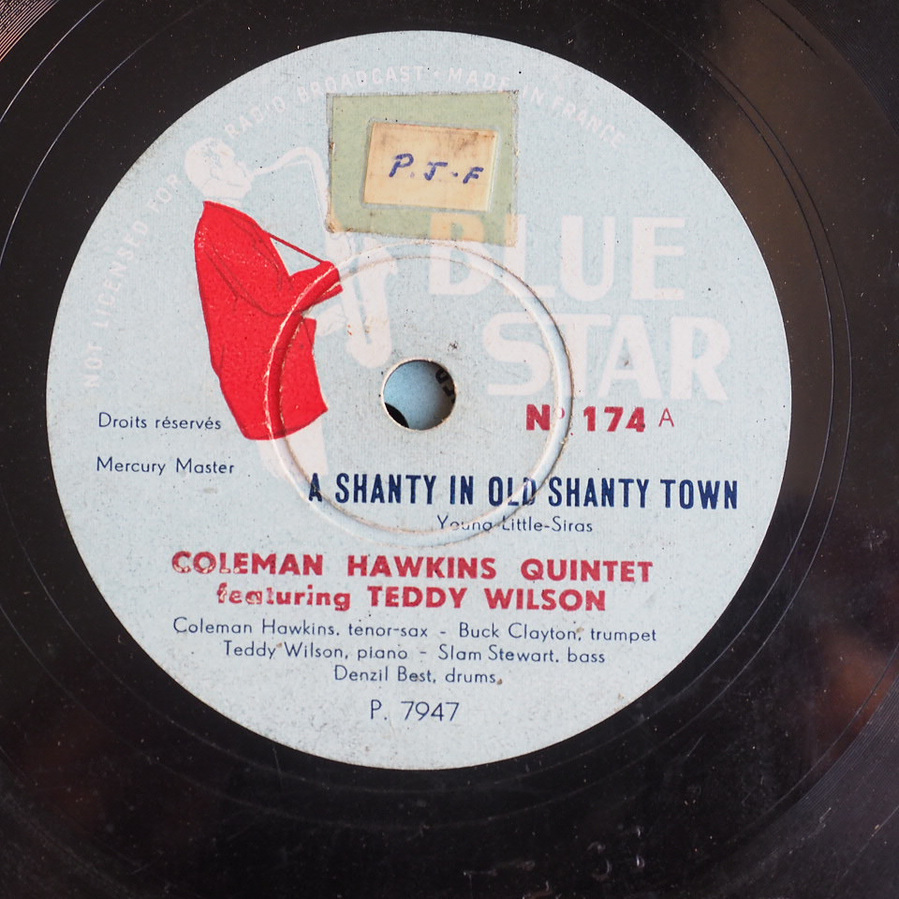 NOT LICENSED FOR RADIO BROADCAST · MADE IN FRANCE
P.J.F
BLUE
STAR
Nº 174 A
Droits réservés
Mercury Master
A SHANTY IN OLD SHANTY TOWN
Young-Little-Siras
COLEMAN HAWKINS QUINTET
featuring TEDDY WILSON
Coleman Hawkins, tenor-sax - Buck Clayton, trumpet
Teddy Wilson, piano - Slam Stewart, bass
Denzil Best, drums.
P. 7947